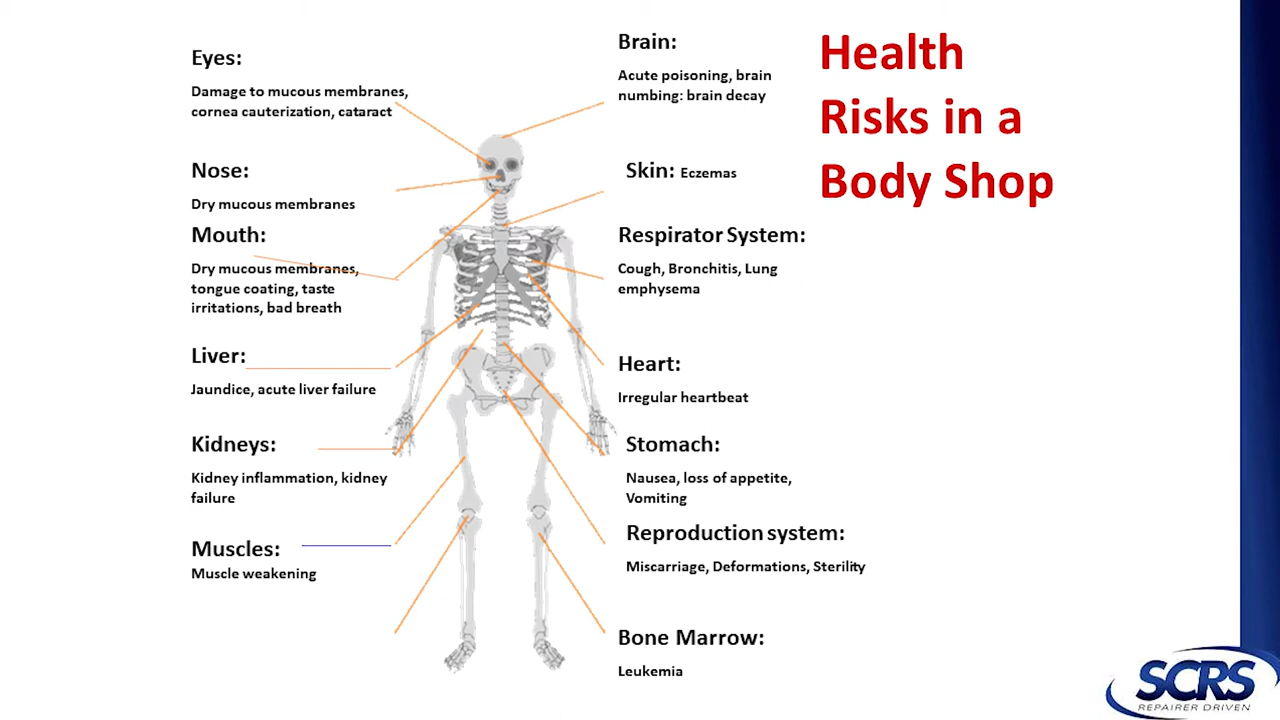 Health
Risks in a
Body Shop
Eyes:
Damage to mucous membranes,
cornea cauterization, cataract
Nose:
Dry mucous membranes
Mouth:
Dry mucous membranes,
tongue coating, taste
irritations, bad breath
Liver:
Jaundice, acute liver failure
Kidneys:
Kidney inflammation, kidney
failure
Muscles:
Muscle weakening
Brain:
Acute poisoning, brain
numbing: brain decay
Skin: Eczemas
Respirator System:
Cough, Bronchitis, Lung
emphysema
Heart:
Irregular heartbeat
Stomach:
Nausea, loss of appetite,
Vomiting
Reproduction system:
Miscarriage, Deformations, Sterility
Bone Marrow:
Leukemia
SCRS
REPAIRER DRIVEN